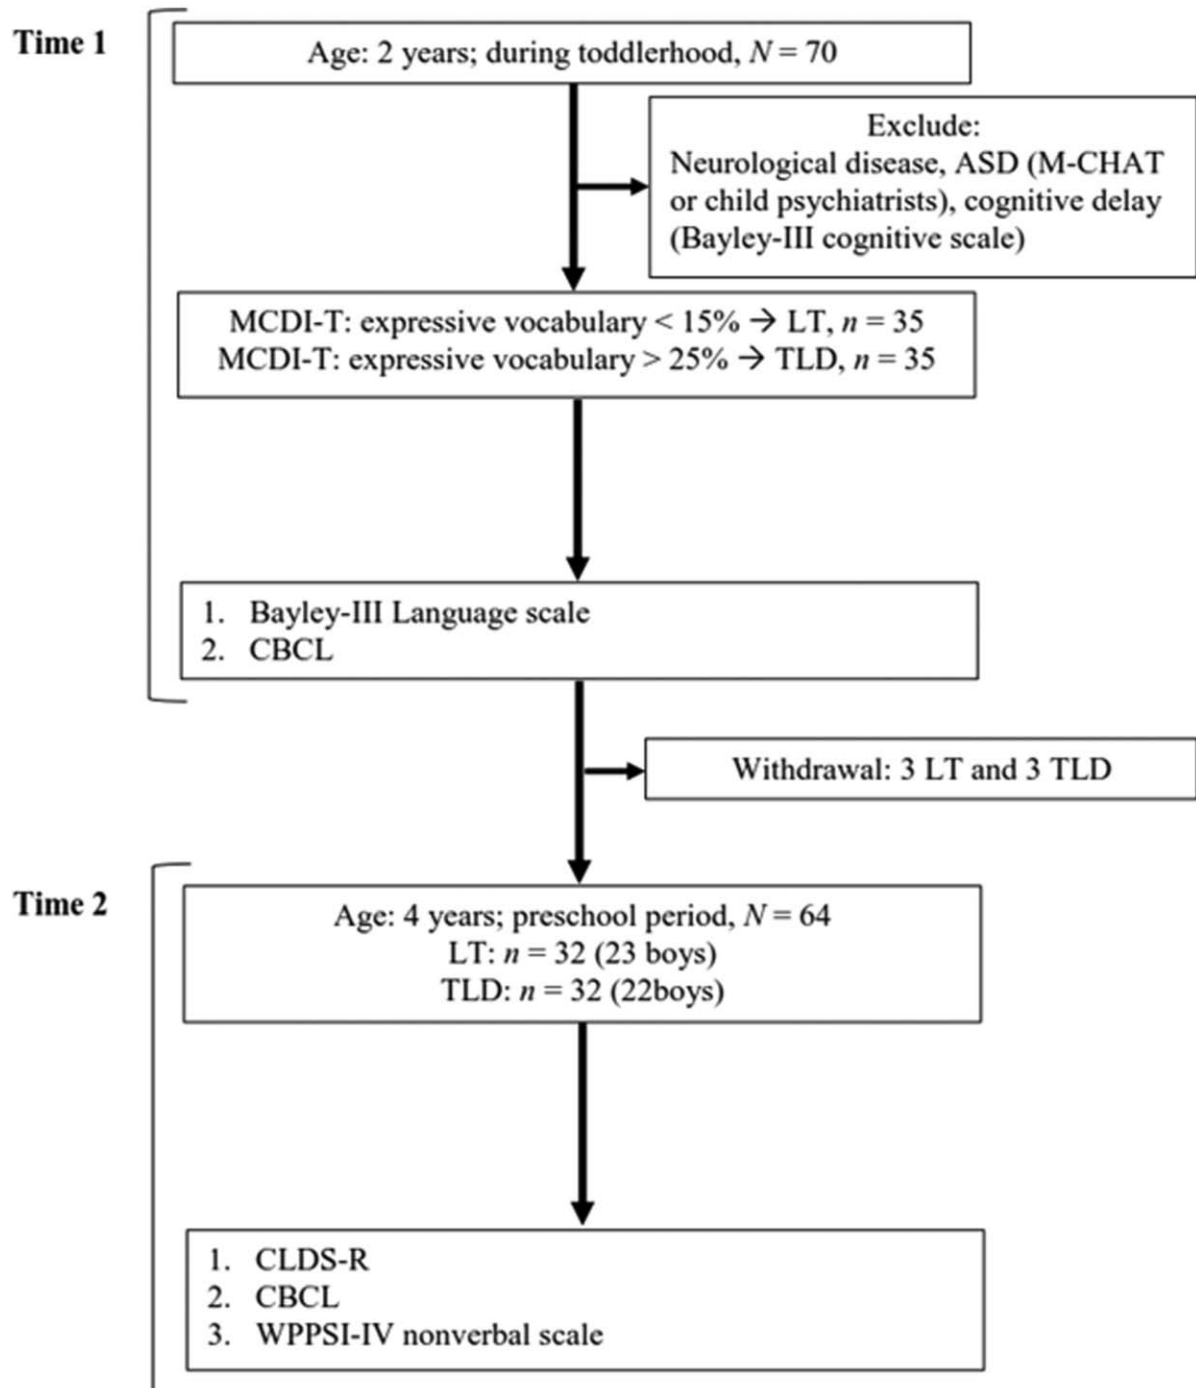 Time 1
Age: 2 years; during toddlerhood, N = 70
Exclude:
Neurological disease, ASD (M-CHAT
or child psychiatrists), cognitive delay
(Bayley-III cognitive scale)
MCDI-T: expressive vocabulary < 15% → LT, n = 35
MCDI-T: expressive vocabulary > 25% → TLD, n = 35
1. Bayley-III Language scale
2. CBCL
Withdrawal: 3 LT and 3 TLD
Time 2
Age: 4 years; preschool period, N = 64
LT: n = 32 (23 boys)
TLD: n = 32 (22boys)
1. CLDS-R
2. CBCL
3. WPPSI-IV nonverbal scale